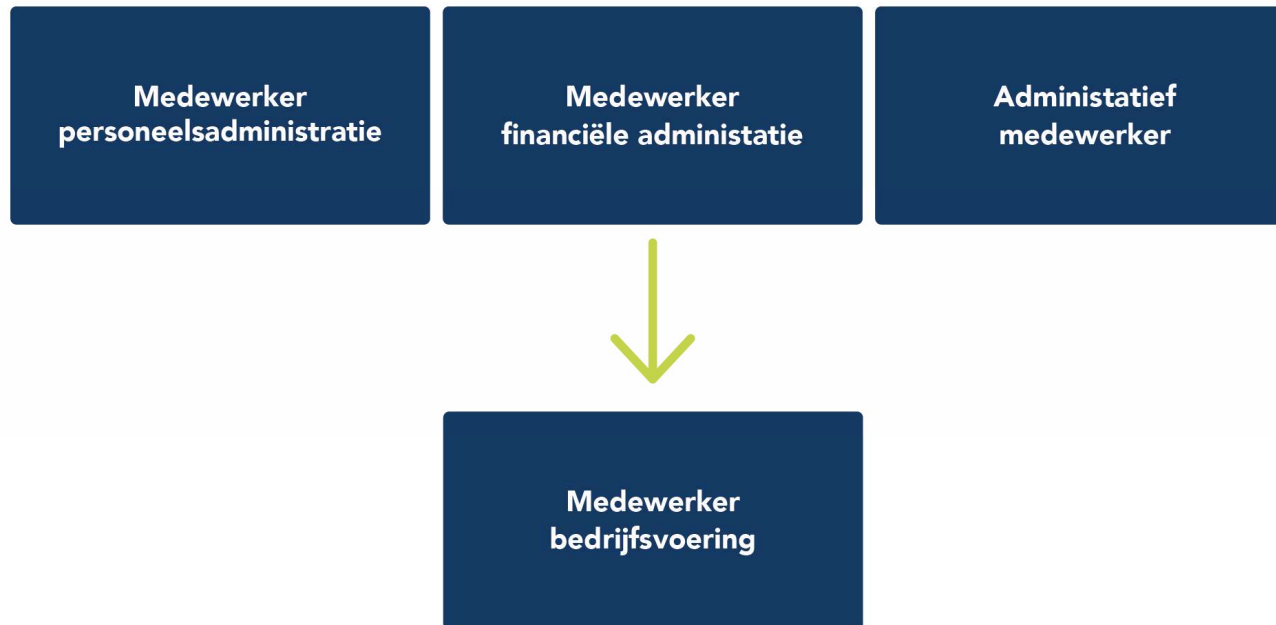 Medewerker
personeelsadministratie
Medewerker
financiële administatie
Administatief
medewerker
Medewerker
bedrijfsvoering